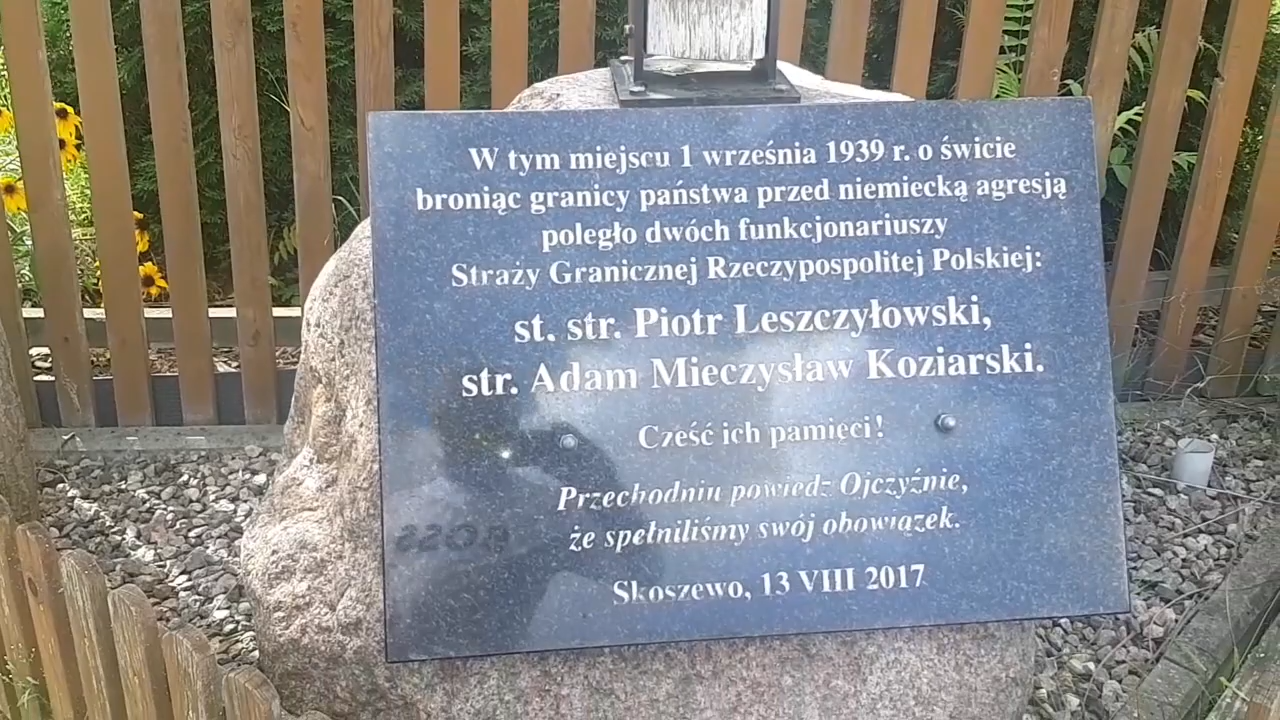 W tym miejscu 1 września 1939 r. o świcie
broniąc granicy państwa przed niemiecką agresją
poległo dwóch funkcjonariuszy
Straży Granicznej Rzeczypospolitej Polskiej:
st. str. Piotr Leszczyłowski,
str. Adam Mieczysław Koziarski.
Cześć ich pamięci!
Przechodniu powiedz Ojczyźnie,
że spełniliśmy swój obowiązek.
Skoszewo, 13 VIII 2017